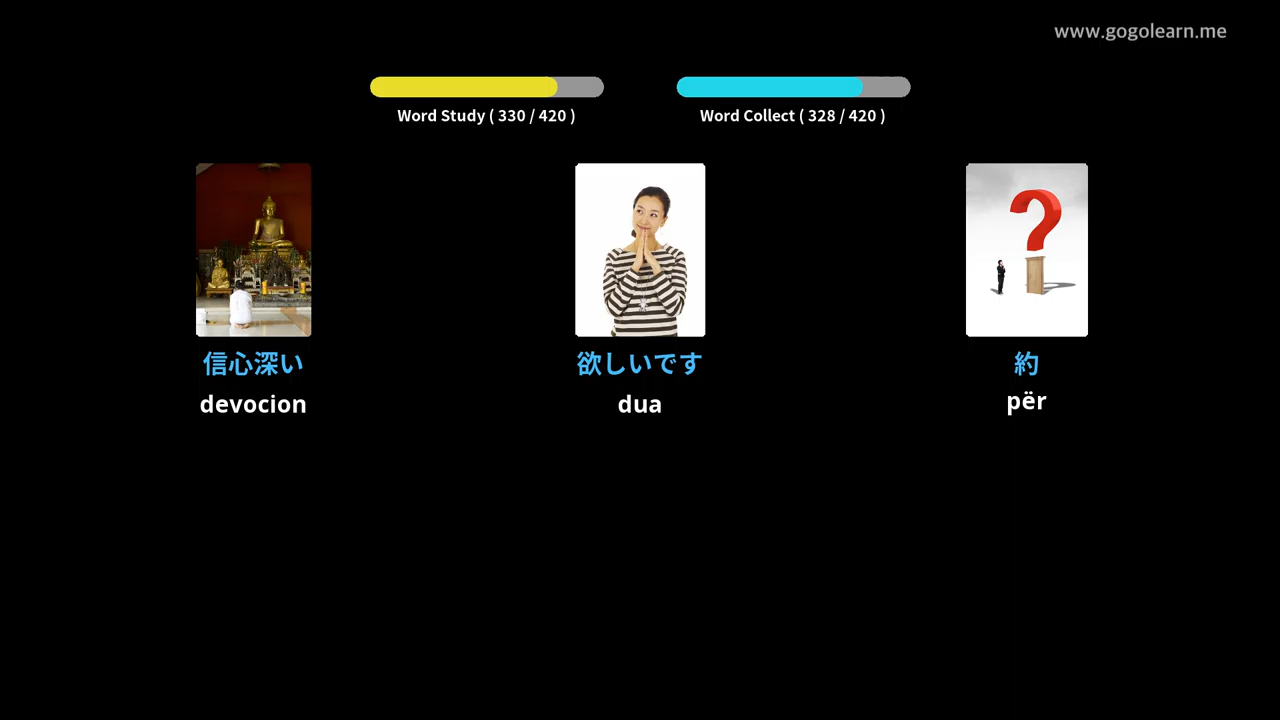 www.gogolearn.me
Word Study ( 330 / 420 )
Word Collect ( 328 / 420 )
信心深い
欲しいです
約
devocion
dua
për